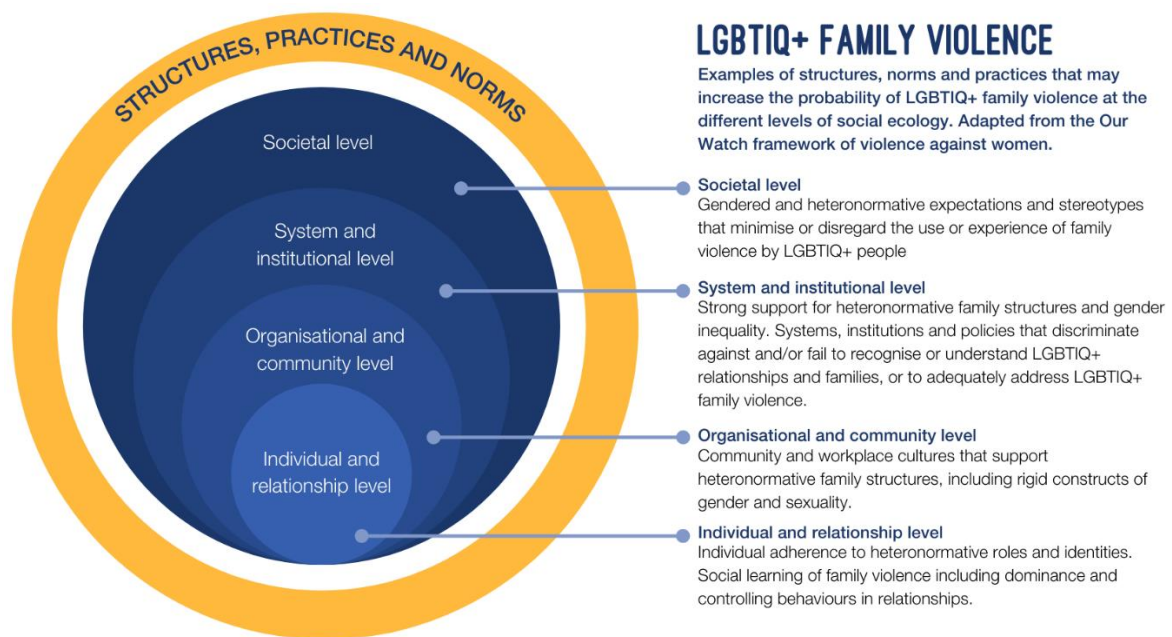 STRUCTURES, PRACTICES AND NORMS
Societal level
System and
institutional level
Organisational and
community level
Individual and
relationship level
LGBTIQ+ FAMILY VIOLENCE
Examples of structures, norms and practices that may
increase the probability of LGBTIQ+ family violence at the
different levels of social ecology. Adapted from the Our
Watch framework of violence against women.
Societal level
Gendered and heteronormative expectations and stereotypes
that minimise or disregard the use or experience of family
violence by LGBTIQ+ people
System and institutional level
Strong support for heteronormative family structures and gender
inequality. Systems, institutions and policies that discriminate
against and/or fail to recognise or understand LGBTIQ+
relationships and families, or to adequately address LGBTIQ+
family violence.
Organisational and community level
Community and workplace cultures that support
heteronormative family structures, including rigid constructs of
gender and sexuality.
Individual and relationship level
Individual adherence to heteronormative roles and identities.
Social learning of family violence including dominance and
controlling behaviours in relationships.